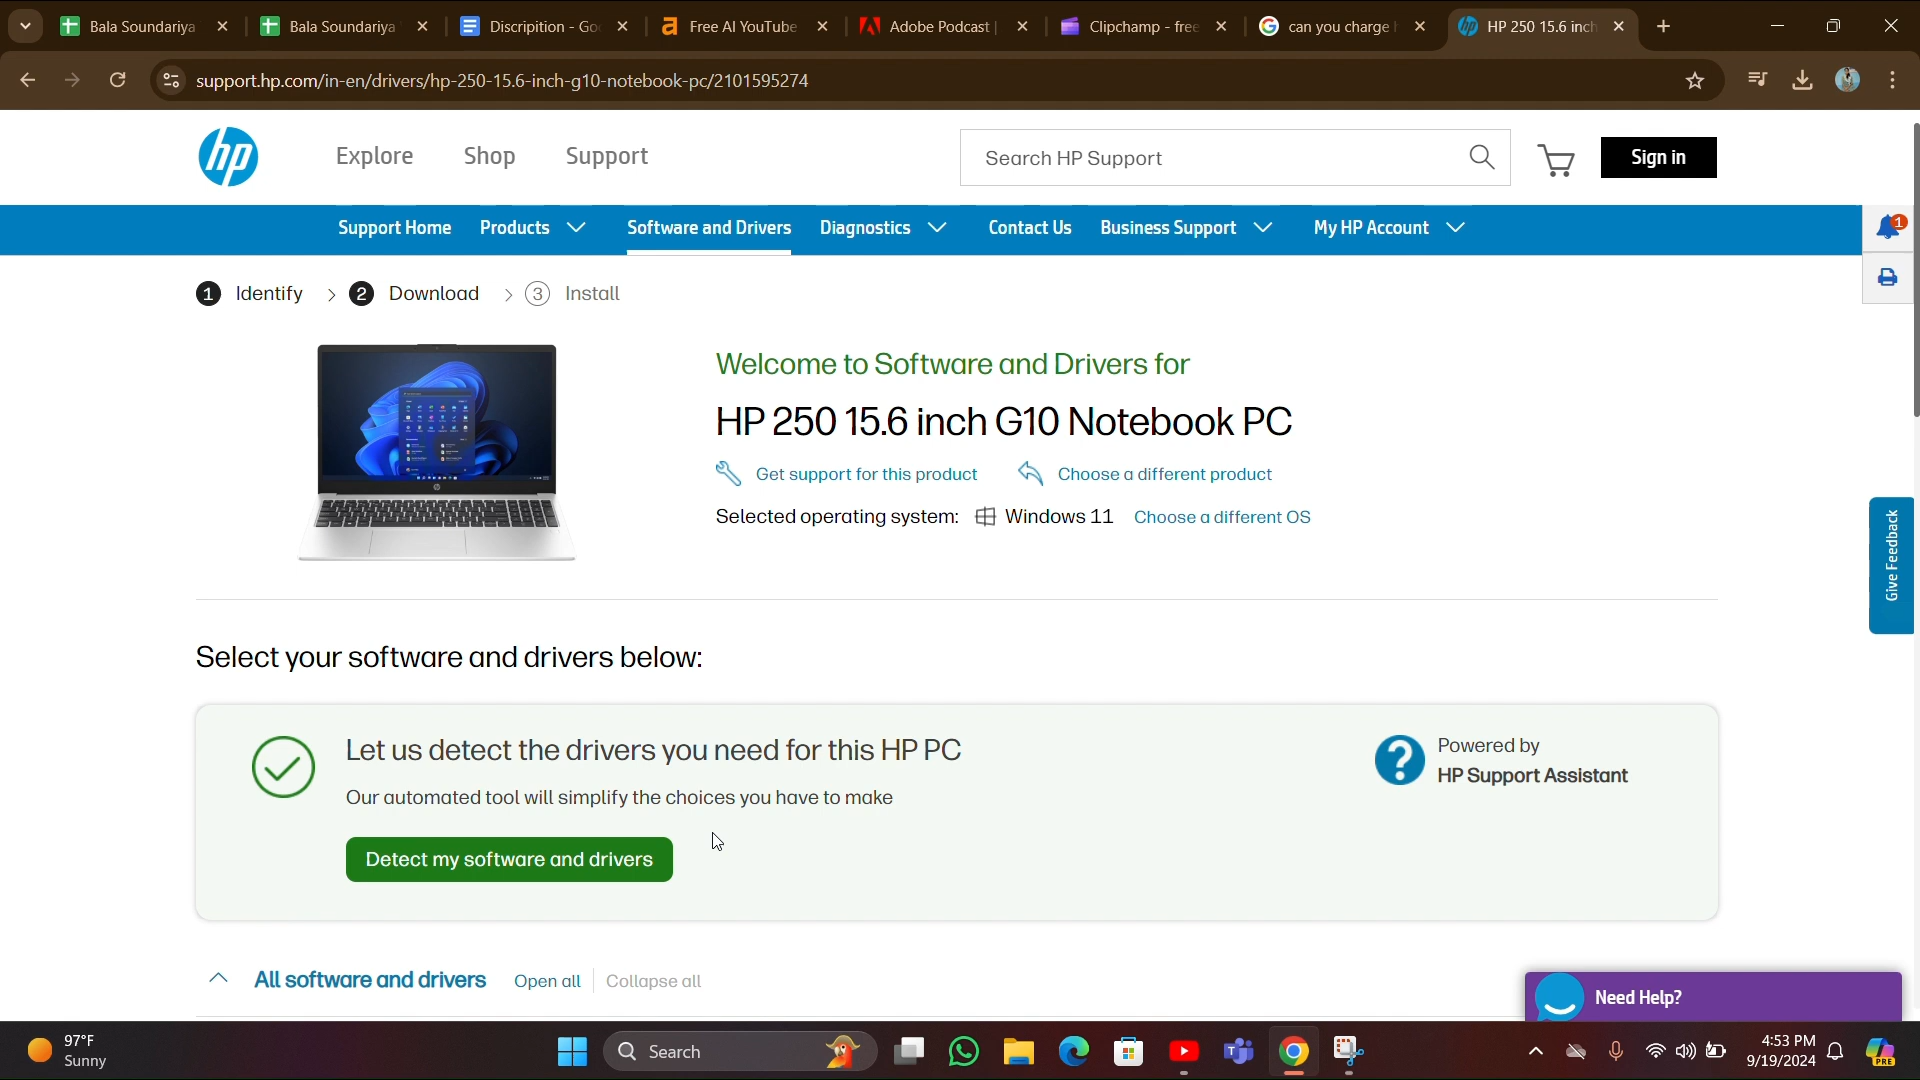 Bala Soundariya
Bala Soundariya
Discripition - Go
Free AI YouTube
Adobe Podcast |
Clipchamp - free
can you charge
HP 250 15.6 inch
support.hp.com/in-en/drivers/hp-250-15.6-inch-g10-notebook-pc/2101595274
hp
Explore
Shop
Support
Search HP Support
Sign in
Support Home
Products
Software and Drivers
Diagnostics
Contact Us
Business Support
My HP Account
1
1 Identify
2 Download
3 Install
Welcome to Software and Drivers for
HP 250 15.6 inch G10 Notebook PC
Get support for this product
Choose a different product
Selected operating system: Windows 11 Choose a different OS
Give Feedback
Select your software and drivers below:
Let us detect the drivers you need for this HP PC
Our automated tool will simplify the choices you have to make
Detect my software and drivers
Powered by
HP Support Assistant
All software and drivers
Open all
Collapse all
Need Help?
97°F
Sunny
Search
4:53 PM
9/19/2024
PRE